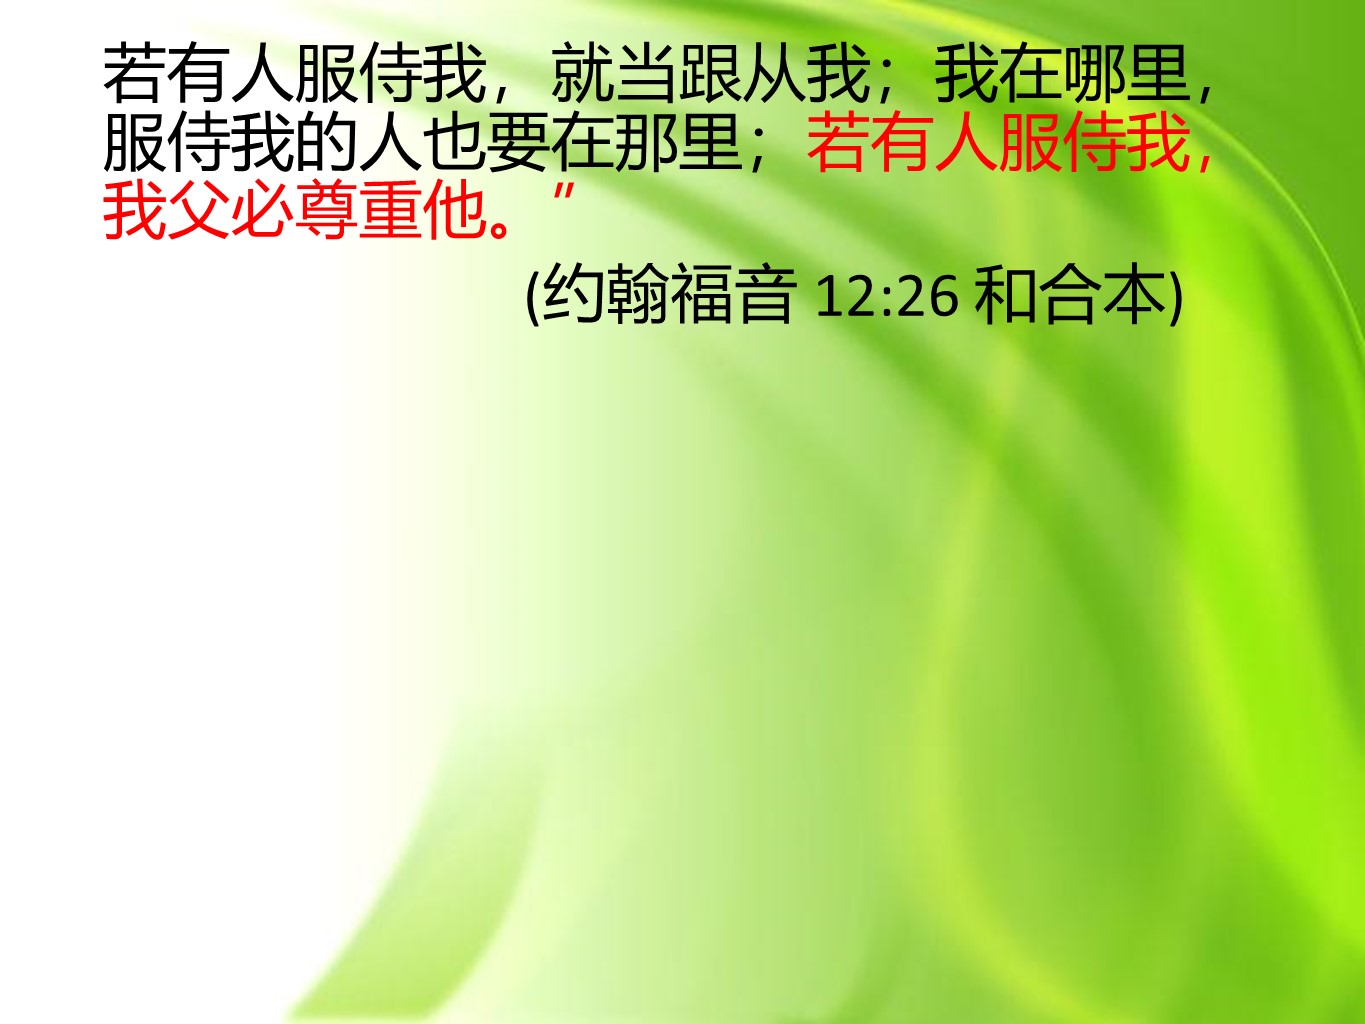 若有人服侍我，就当跟从我；我在哪里，
服侍我的人也要在那里；若有人服侍我，
我父必尊重他。”
(约翰福音 12:26 和合本)